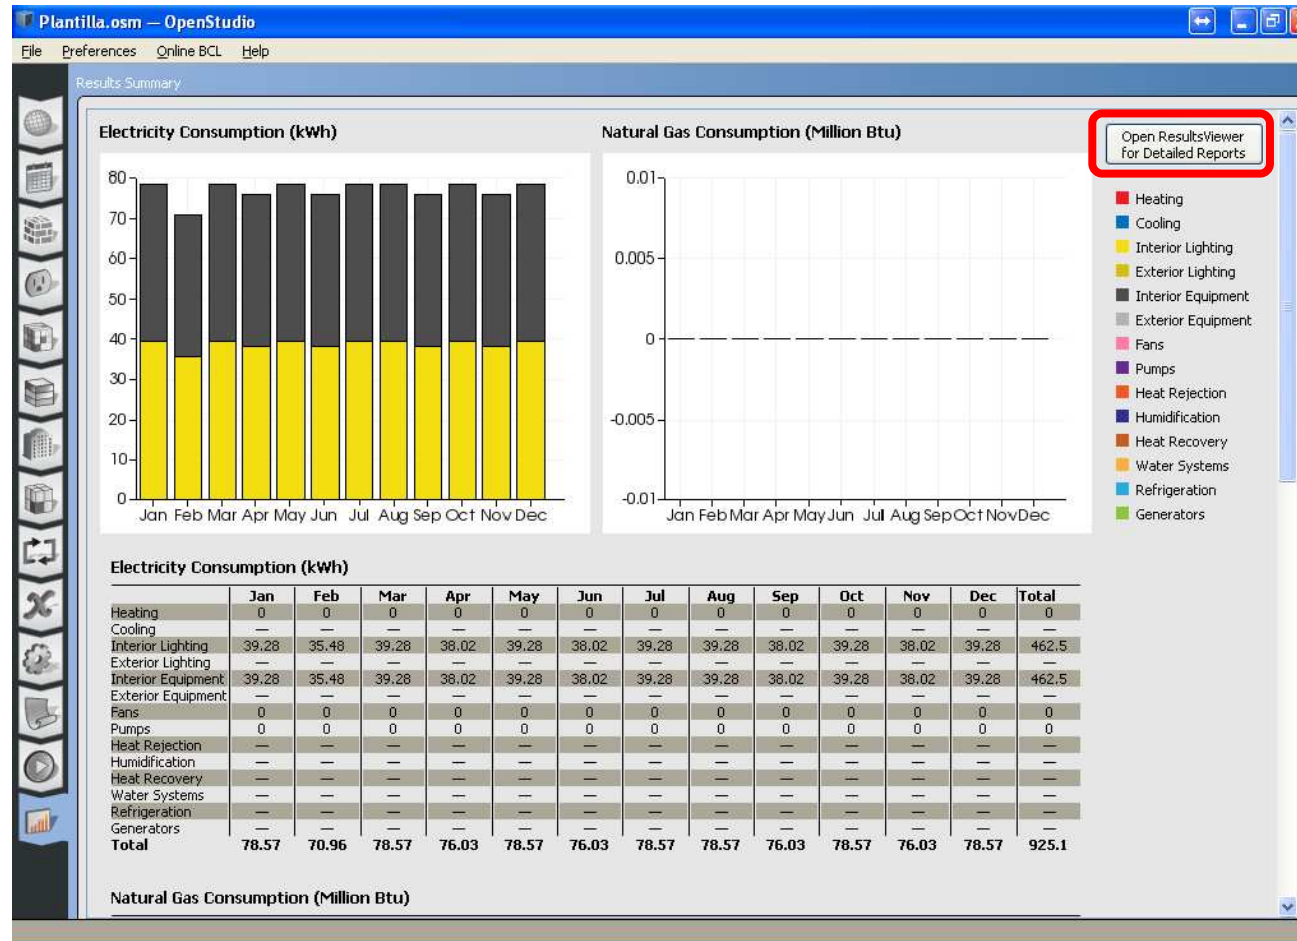 Plantilla.osm — OpenStudio
File Preferences Online BCL Help
Results Summary
Electricity Consumption (kWh)
80
70
60
50
40
30
20
10
0
Jan Feb Mar Apr May Jun Jul Aug Sep Oct Nov Dec
Natural Gas Consumption (Million Btu)
0.01
0.005
0
-0.005
-0.01
Jan Feb Mar Apr May Jun Jul Aug Sep Oct Nov Dec
Open ResultsViewer
for Detailed Reports
Heating
Cooling
Interior Lighting
Exterior Lighting
Interior Equipment
Exterior Equipment
Fans
Pumps
Heat Rejection
Humidification
Heat Recovery
Water Systems
Refrigeration
Generators
Electricity Consumption (kWh)
Jan Feb Mar Apr May Jun Jul Aug Sep Oct Nov Dec Total
Heating 0 0 0 0 0 0 0 0 0 0 0 0 0
Cooling — — — — — — — — — — — — —
Interior Lighting 39.28 35.48 39.28 38.02 39.28 38.02 39.28 39.28 38.02 39.28 38.02 39.28 462.5
Exterior Lighting — — — — — — — — — — — — —
Interior Equipment 39.28 35.48 39.28 38.02 39.28 38.02 39.28 39.28 38.02 39.28 38.02 39.28 462.5
Exterior Equipment — — — — — — — — — — — — —
Fans 0 0 0 0 0 0 0 0 0 0 0 0 0
Pumps 0 0 0 0 0 0 0 0 0 0 0 0 0
Heat Rejection — — — — — — — — — — — — —
Humidification — — — — — — — — — — — — —
Heat Recovery — — — — — — — — — — — — —
Water Systems — — — — — — — — — — — — —
Refrigeration — — — — — — — — — — — — —
Generators — — — — — — — — — — — — —
Total 78.57 70.96 78.57 76.03 78.57 76.03 78.57 78.57 76.03 78.57 76.03 78.57 925.1
Natural Gas Consumption (Million Btu)